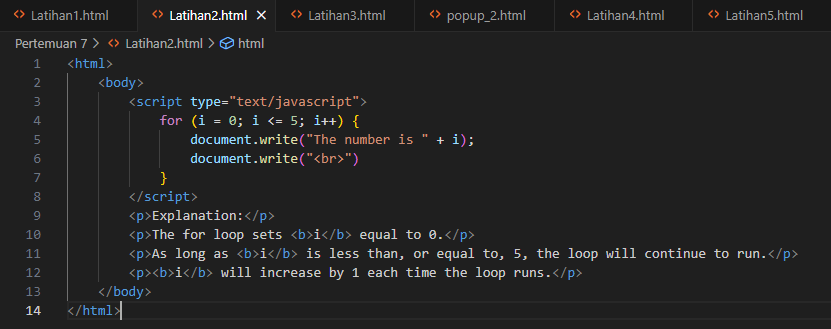 Latihan1.html Latihan2.html Latihan3.html popup_2.html Latihan4.html Latihan5.html
Pertemuan 7 > Latihan2.html > html
1 <html>
2 <body>
3 <script type="text/javascript">
4 for (i = 0; i <= 5; i++) {
5 document.write("The number is " + i);
6 document.write("<br>")
7 }
8 </script>
9 <p>Explanation:</p>
10 <p>The for loop sets <b>i</b> equal to 0.</p>
11 <p>As long as <b>i</b> is less than, or equal to, 5, the loop will continue to run.</p>
12 <p><b>i</b> will increase by 1 each time the loop runs.</p>
13 </body>
14 </html>